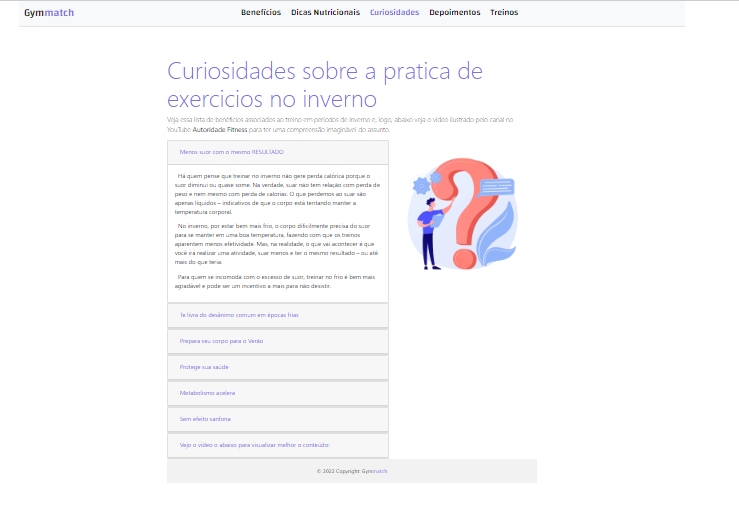 Gymmatch
Benefícios Dicas Nutricionais Curiosidades Depoimentos Treinos
Curiosidades sobre a pratica de
exercicios no inverno
Veja essa lista de benefícios associados ao treino em períodos de inverno e, logo, abaixo veja o vídeo ilustrado pelo canal no
YouTube Autoridade Fitness para ter uma compreensão imaginável do assunto.
Menos suor com o mesmo RESULTADO
Há quem pense que treinar no inverno não gere perda calórica porque o
suor diminui ou quase some. Na verdade, suar não tem relação com perda de
peso e nem mesmo com perda de calorias. O que perdemos ao suar são
apenas líquidos – indicativos de que o corpo está tentando manter a
temperatura corporal.
No inverno, por estar bem mais frio, o corpo dificilmente precisa do suor
para se manter em uma boa temperatura, fazendo com que os treinos
aparentem menos efetividade. Mas, na realidade, o que vai acontecer é que
você irá realizar uma atividade, suar menos e ter o mesmo resultado – ou até
mais do que teria.
Para quem se incomoda com o excesso de suor, treinar no frio é bem mais
agradável e pode ser um incentivo a mais para não desistir.
Te livra do desânimo comum em épocas frias
Prepara seu corpo para o Verão
Protege sua saúde
Metabolismo acelera
Sem efeito sanfona
Vejo o video o abaixo para visualizar melhor o conteúdo:
© 2022 Copyright: Gymmatch